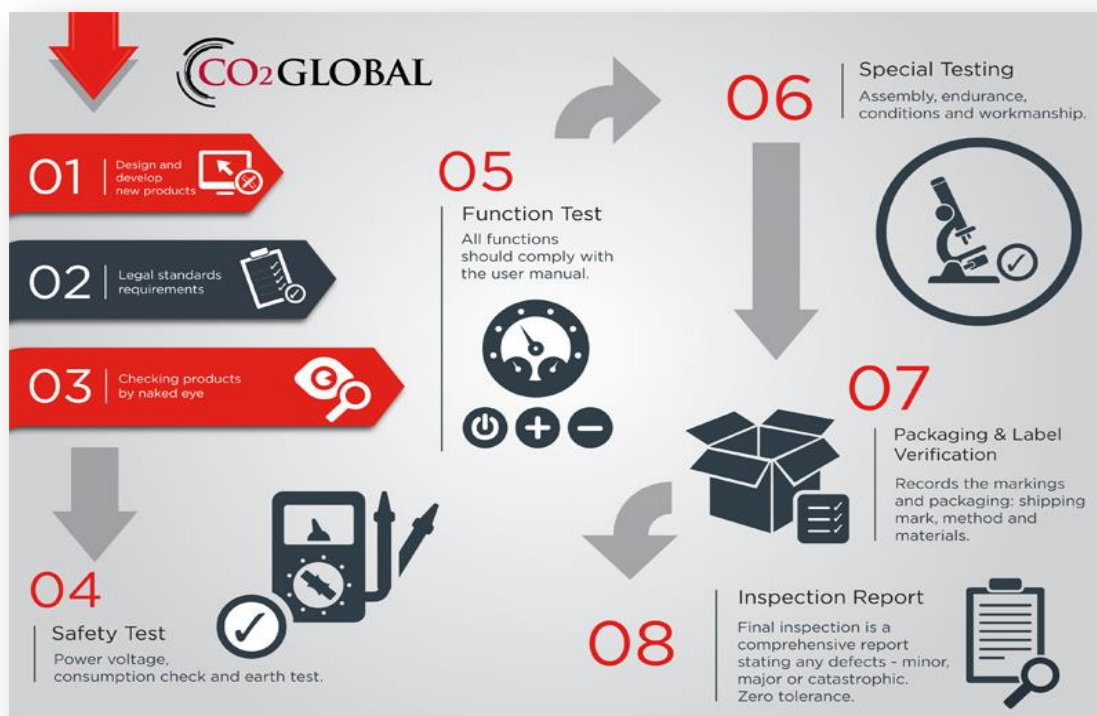 CO2GLOBAL
01
Design and
develop
new products
02
Legal standards
requirements
03
Checking products
by naked eye
04
Safety Test
Power voltage,
consumption check and earth test.
05
Function Test
All functions
should comply with
the user manual.
06
Special Testing
Assembly, endurance,
conditions and workmanship.
07
Packaging & Label
Verification
Records the markings
and packaging: shipping
mark, method and
materials.
08
Inspection Report
Final inspection is a
comprehensive report
stating any defects - minor,
major or catastrophic.
Zero tolerance.